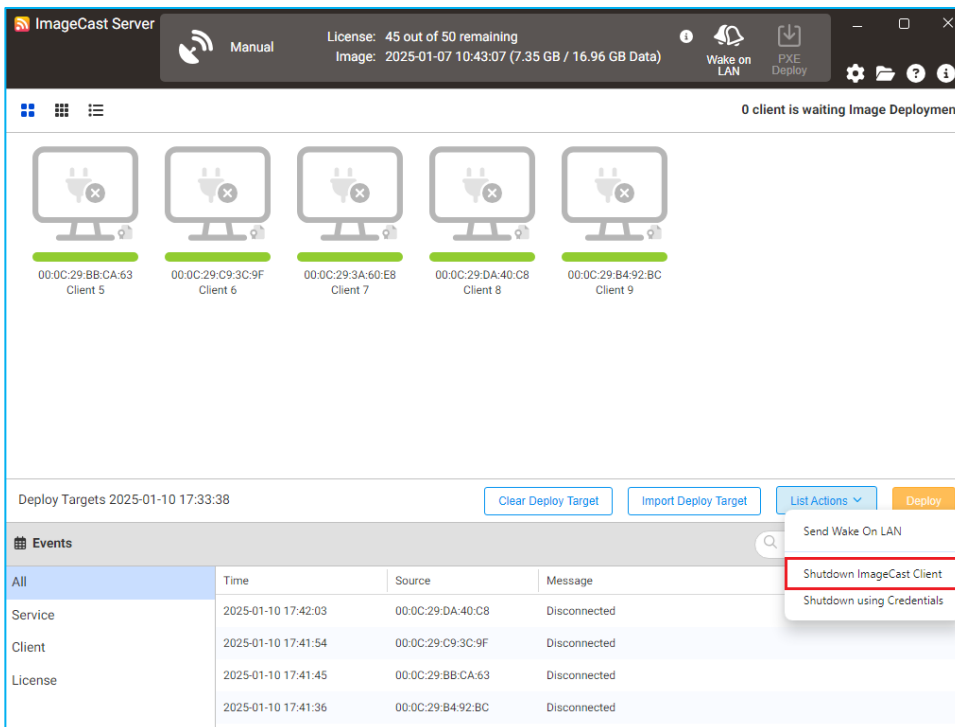 ImageCast Server
Manual
License: 45 out of 50 remaining
Image: 2025-01-07 10:43:07 (7.35 GB / 16.96 GB Data)
Wake on
LAN
PXE
Deploy
0 client is waiting Image Deploymen
00:0C:29:BB:CA:63
Client 5
00:0C:29:C9:3C:9F
Client 6
00:0C:29:3A:60:E8
Client 7
00:0C:29:DA:40:C8
Client 8
00:0C:29:B4:92:BC
Client 9
Deploy Targets 2025-01-10 17:33:38
Clear Deploy Target
Import Deploy Target
List Actions
Deploy
Send Wake On LAN
Shutdown ImageCast Client
Shutdown using Credentials
Events
All
Service
Client
License
Time Source Message
2025-01-10 17:42:03 00:0C:29:DA:40:C8 Disconnected
2025-01-10 17:41:54 00:0C:29:C9:3C:9F Disconnected
2025-01-10 17:41:45 00:0C:29:BB:CA:63 Disconnected
2025-01-10 17:41:36 00:0C:29:B4:92:BC Disconnected